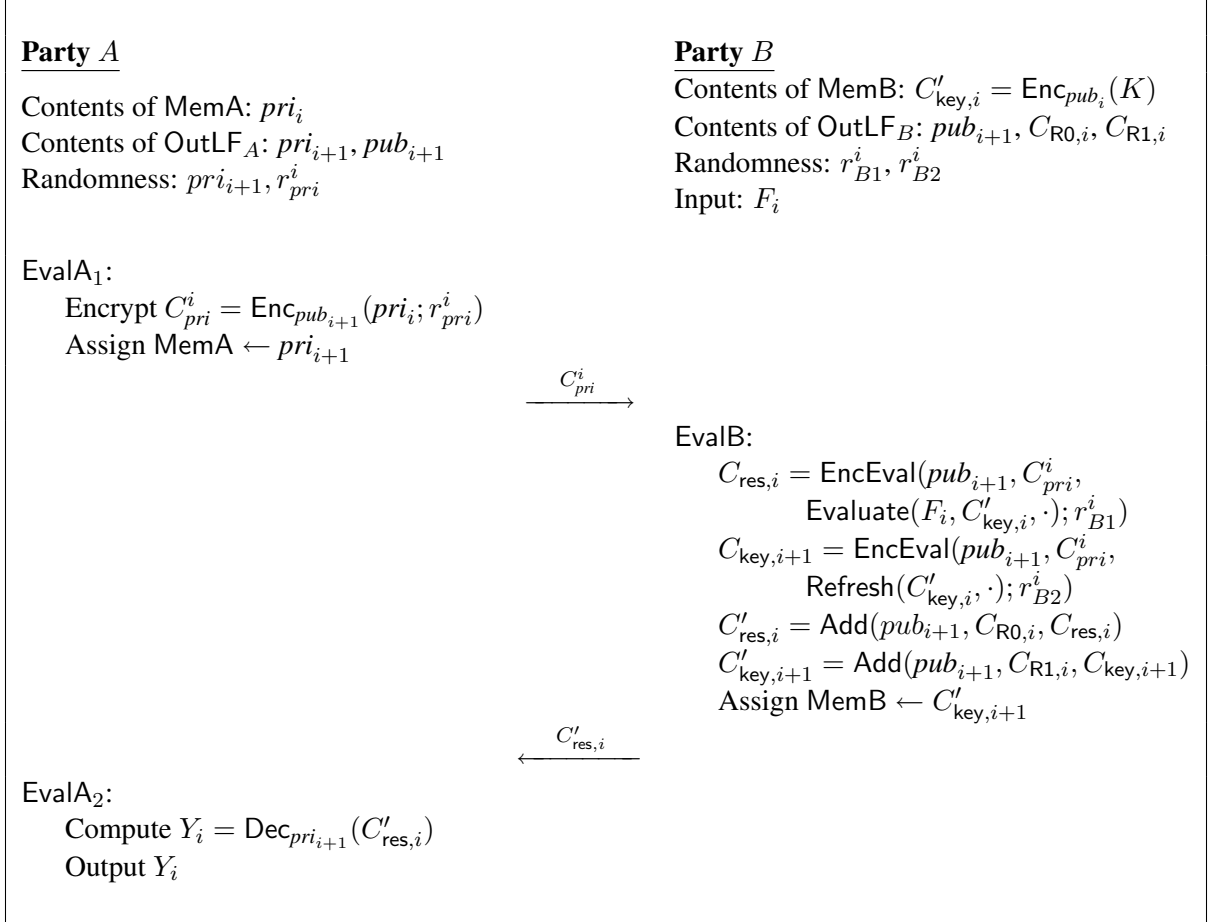 Party A
Contents of MemA: pri_i
Contents of OutLF_A: pri_{i+1}, pub_{i+1}
Randomness: pri_{i+1}, r^i_{pri}
Party B
Contents of MemB: C'_{key,i} = Enc_{pub_i}(K)
Contents of OutLF_B: pub_{i+1}, C_{R0,i}, C_{R1,i}
Randomness: r^i_{B1}, r^i_{B2}
Input: F_i
EvalA_1:
Encrypt C^i_{pri} = Enc_{pub_{i+1}}(pri_i; r^i_{pri})
Assign MemA ← pri_{i+1}
C^i_{pri}
EvalB:
C_{res,i} = EncEval(pub_{i+1}, C^i_{pri},
Evaluate(F_i, C'_{key,i}, ·); r^i_{B1})
C_{key,i+1} = EncEval(pub_{i+1}, C^i_{pri},
Refresh(C'_{key,i}, ·); r^i_{B2})
C'_{res,i} = Add(pub_{i+1}, C_{R0,i}, C_{res,i})
C'_{key,i+1} = Add(pub_{i+1}, C_{R1,i}, C_{key,i+1})
Assign MemB ← C'_{key,i+1}
C'_{res,i}
EvalA_2:
Compute Y_i = Dec_{pri_{i+1}}(C'_{res,i})
Output Y_i